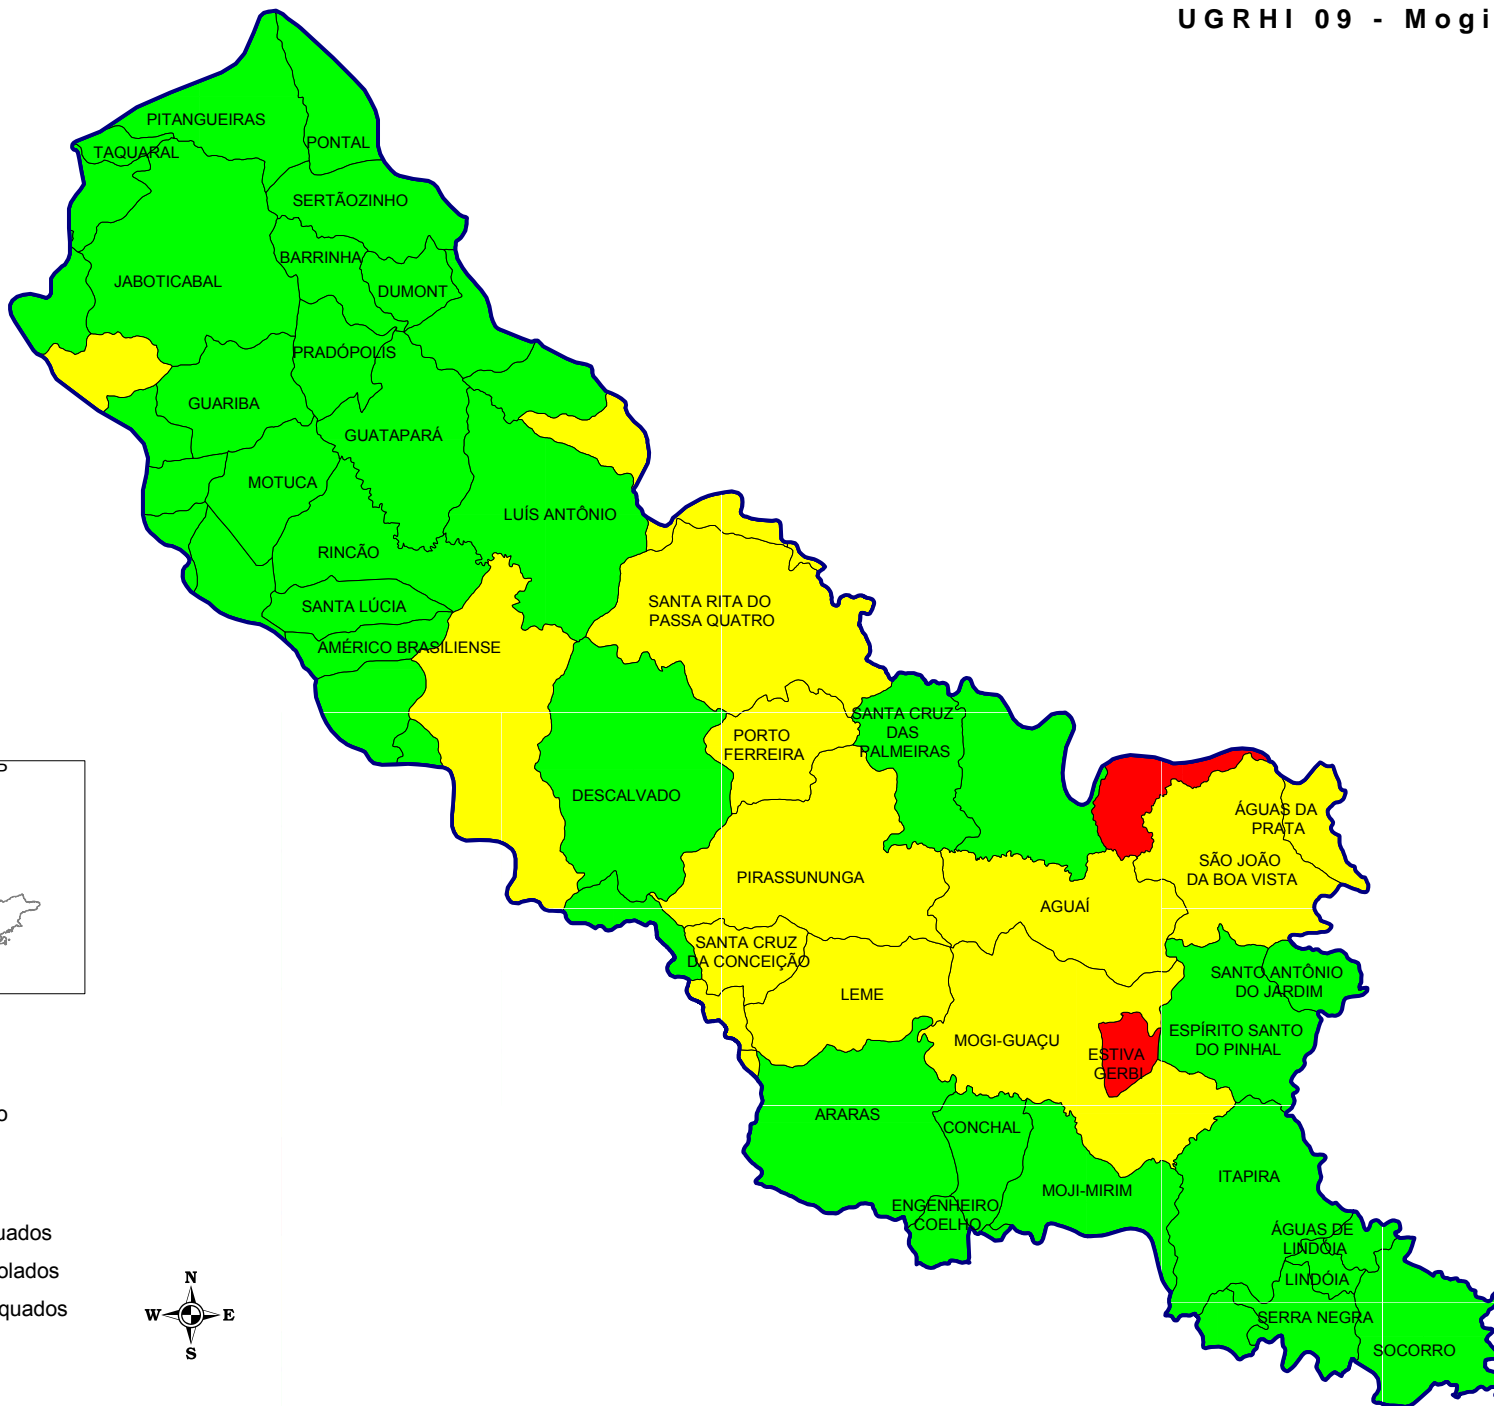 UGRHI 09 - Mogi
PITANGUEIRAS
PONTAL
TAQUARAL
SERTÃOZINHO
BARRINHA
JABOTICABAL
DUMONT
PRADÓPOLIS
GUARIBA
GUATAPARÁ
MOTUCA
LUÍS ANTÔNIO
RINCÃO
SANTA LÚCIA
SANTA RITA DO
PASSA QUATRO
AMÉRICO BRASILIENSE
SANTA CRUZ
DAS
PALMEIRAS
PORTO
FERREIRA
DESCALVADO
ÁGUAS DA
PRATA
SÃO JOÃO
DA BOA VISTA
PIRASSUNUNGA
AGUAÍ
SANTA CRUZ
DA CONCEIÇÃO
SANTO ANTÔNIO
DO JARDIM
LEME
ESPÍRITO SANTO
DO PINHAL
MOGI-GUAÇU
ESTIVA
GERBI
ARARAS
CONCHAL
ITAPIRA
MOJI-MIRIM
ENGENHEIRO
COELHO
ÁGUAS DE
LINDÓIA
LINDÓIA
SERRA NEGRA
SOCORRO
P
o
uados
olados
quados
N
W E
S